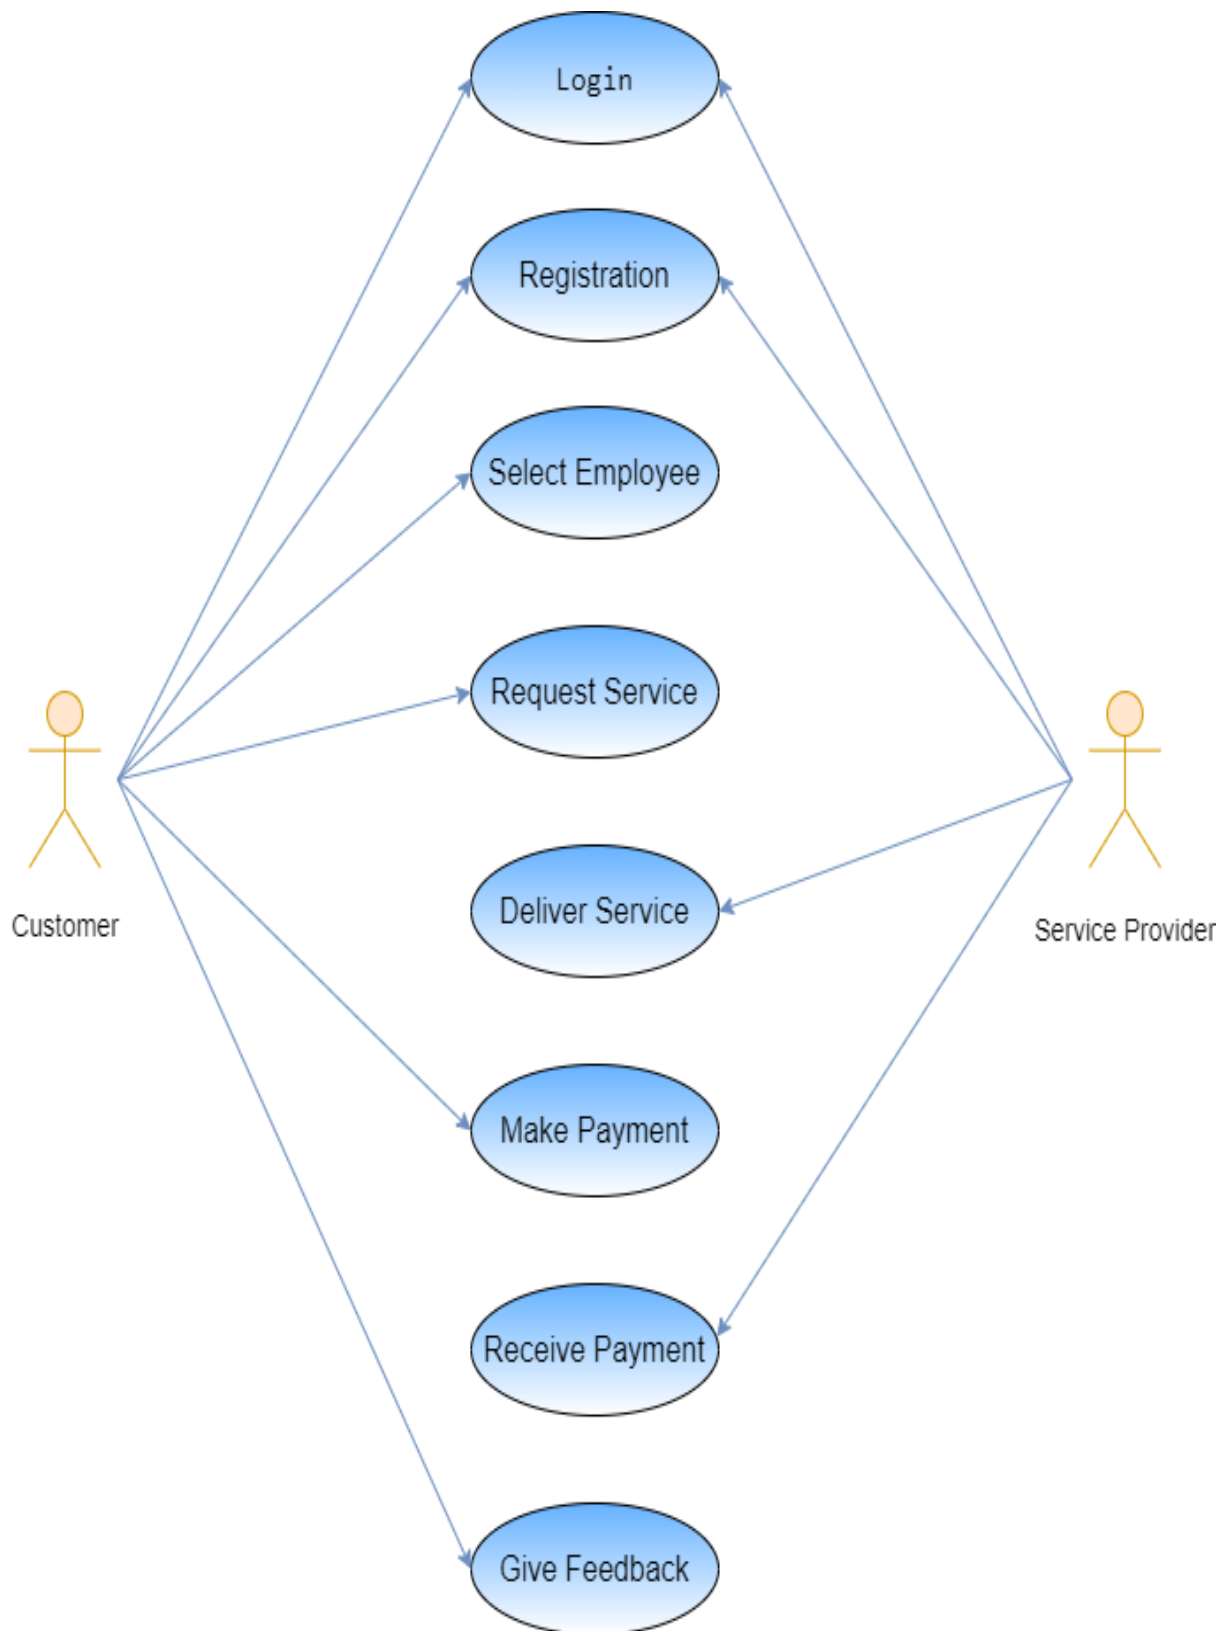 Login
Registration
Select Employee
Request Service
Deliver Service
Customer
Service Provider
Make Payment
Receive Payment
Give Feedback